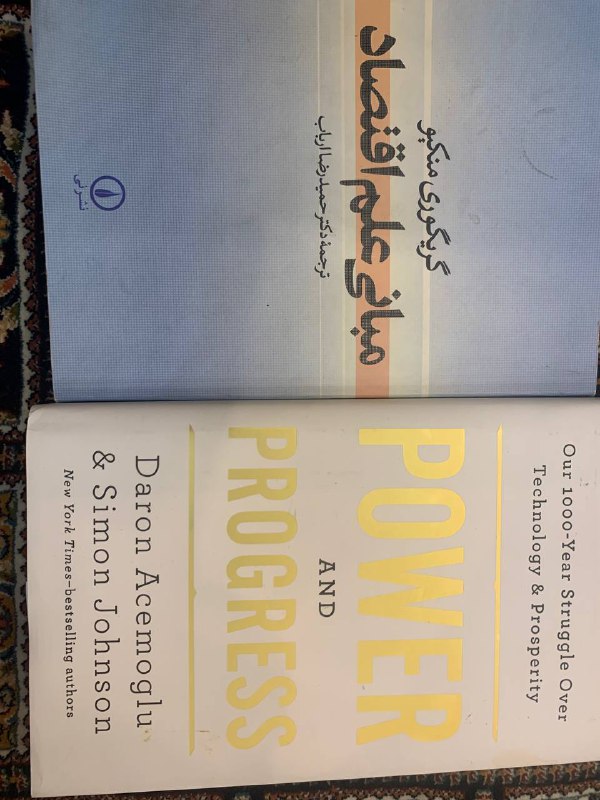 گریگوری منکیو
مبانی علم اقتصاد
ترجمهٔ دکتر حمیدرضا ارباب
نشر نی
Our 1000-Year Struggle Over
Technology & Prosperity
POWER
AND
PROGRESS
Daron Acemoglu
& Simon Johnson
New York Times-bestselling authors